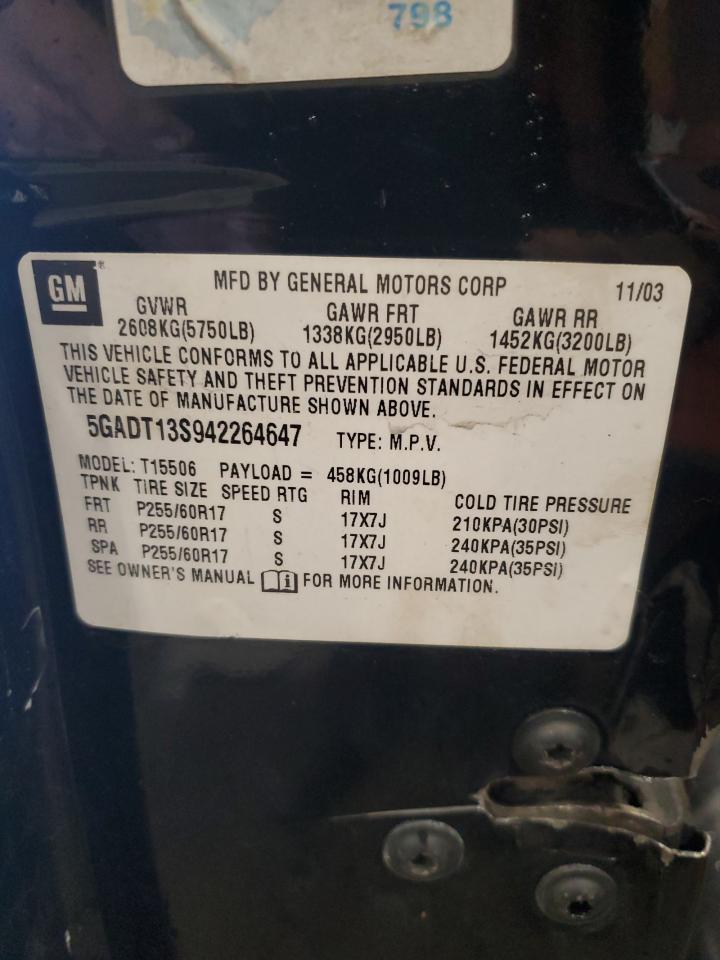 798
GM ® MFD BY GENERAL MOTORS CORP 11/03
GVWR GAWR FRT GAWR RR
2608KG(5750LB) 1338KG(2950LB) 1452KG(3200LB)
THIS VEHICLE CONFORMS TO ALL APPLICABLE U.S. FEDERAL MOTOR
VEHICLE SAFETY AND THEFT PREVENTION STANDARDS IN EFFECT ON
THE DATE OF MANUFACTURE SHOWN ABOVE.
5GADT13S942264647 TYPE: M.P.V.
MODEL: T15506 PAYLOAD = 458KG(1009LB)
TPNK TIRE SIZE SPEED RTG RIM COLD TIRE PRESSURE
FRT P255/60R17 S 17X7J 210KPA(30PSI)
RR P255/60R17 S 17X7J 240KPA(35PSI)
SPA P255/60R17 S 17X7J 240KPA(35PSI)
SEE OWNER'S MANUAL i FOR MORE INFORMATION.